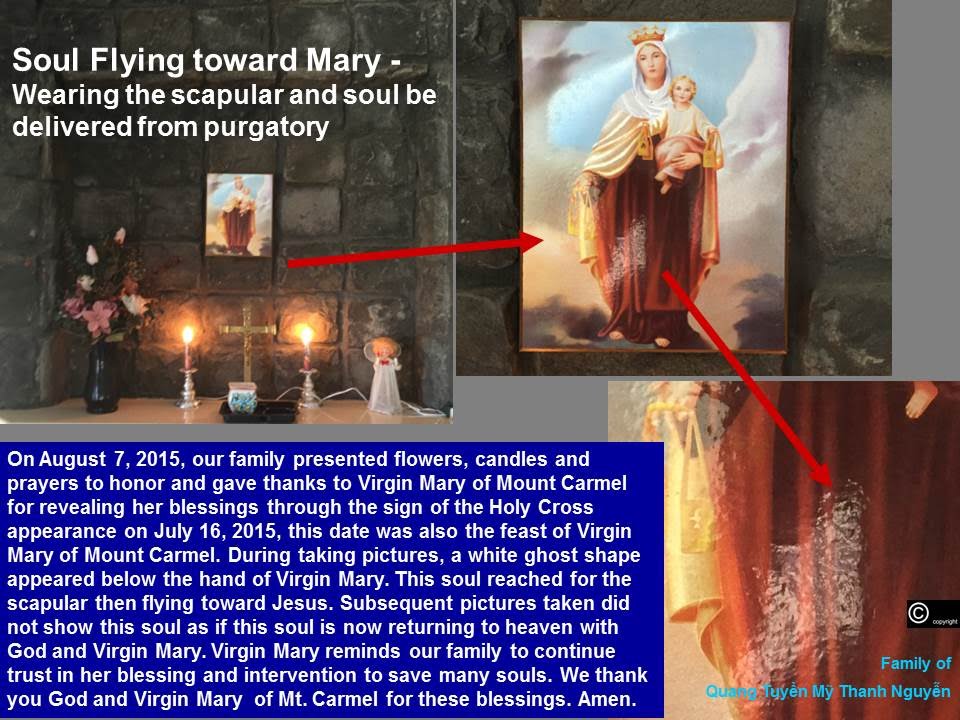 Soul Flying toward Mary -
Wearing the scapular and soul be
delivered from purgatory
On August 7, 2015, our family presented flowers, candles and
prayers to honor and gave thanks to Virgin Mary of Mount Carmel
for revealing her blessings through the sign of the Holy Cross
appearance on July 16, 2015, this date was also the feast of Virgin
Mary of Mount Carmel. During taking pictures, a white ghost shape
appeared below the hand of Virgin Mary. This soul reached for the
scapular then flying toward Jesus. Subsequent pictures taken did
not show this soul as if this soul is now returning to heaven with
God and Virgin Mary. Virgin Mary reminds our family to continue
trust in her blessing and intervention to save many souls. We thank
you God and Virgin Mary of Mt. Carmel for these blessings. Amen.
© copyright
Family of
Quang Tuyển Mỹ Thanh Nguyễn